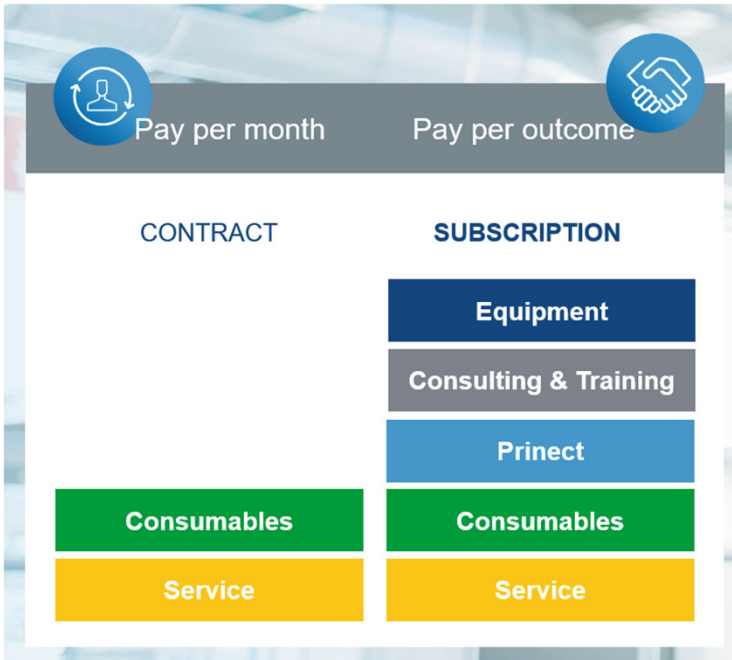 Pay per month
Pay per outcome
CONTRACT
SUBSCRIPTION
Equipment
Consulting & Training
Prinect
Consumables
Consumables
Service
Service